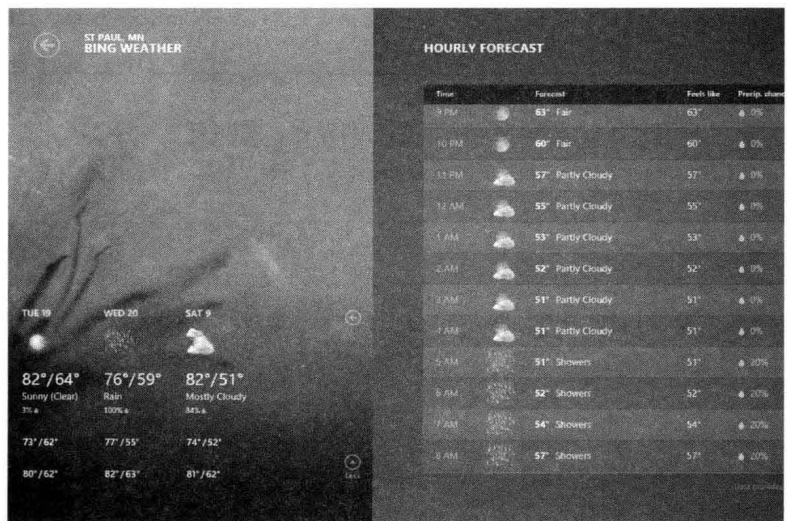 ST PAUL, MN
BING WEATHER
TUE 19 WED 20 SAT 9
82°/64° 76°/59° 82°/51°
Sunny (Clear) Rain Mostly Cloudy
3% 100% 34%
73°/62° 77°/55° 74°/52°
80°/62° 82°/63° 81°/62°
Less
HOURLY FORECAST
Time Forecast Feels like Precip. chanc
9 PM 63° Fair 63° 0%
10 PM 60° Fair 60° 0%
11 PM 57° Partly Cloudy 57° 0%
12 AM 55° Partly Cloudy 55° 0%
1 AM 53° Partly Cloudy 53° 0%
2 AM 52° Partly Cloudy 52° 0%
3 AM 51° Partly Cloudy 51° 0%
4 AM 51° Partly Cloudy 51° 0%
5 AM 51° Showers 51° 20%
6 AM 52° Showers 52° 20%
7 AM 54° Showers 54° 20%
8 AM 57° Showers 57° 20%